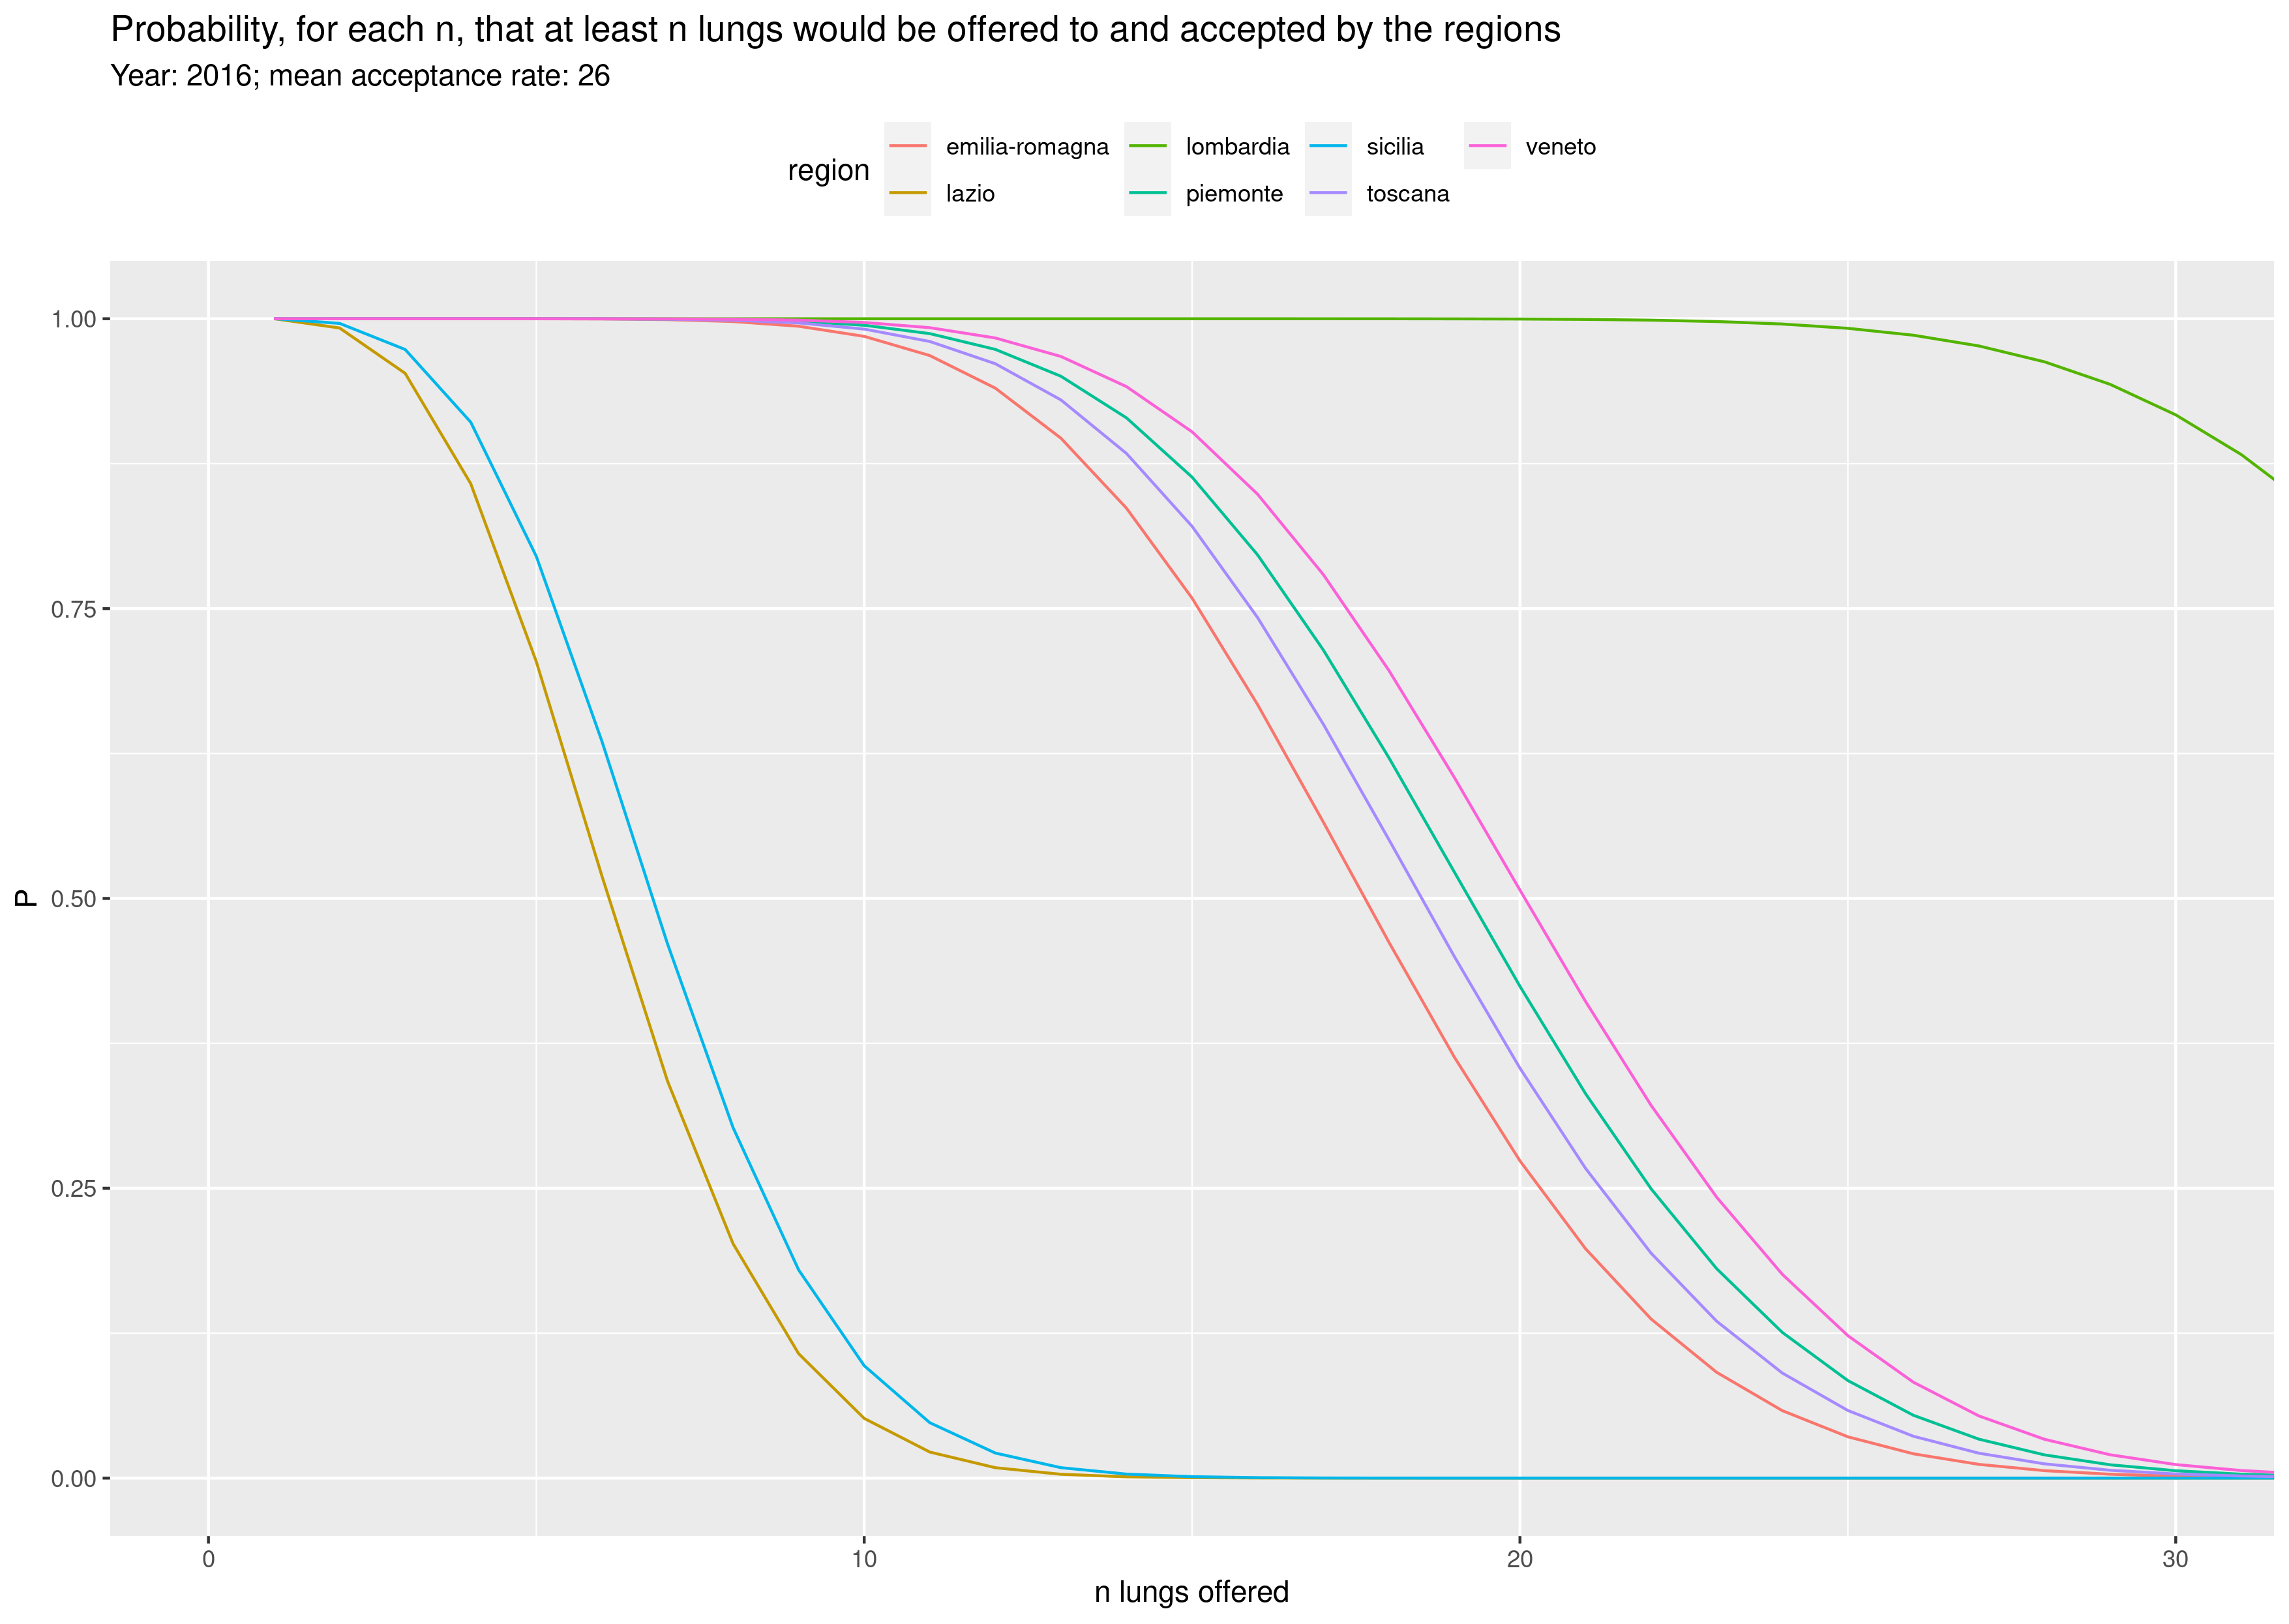 Probability, for each n, that at least n lungs would be offered to and accepted by the regions
Year: 2016; mean acceptance rate: 26
region
emilia-romagna
lazio
lombardia
piemonte
sicilia
toscana
veneto
P
1.00
0.75
0.50
0.25
0.00
0
10
20
30
n lungs offered